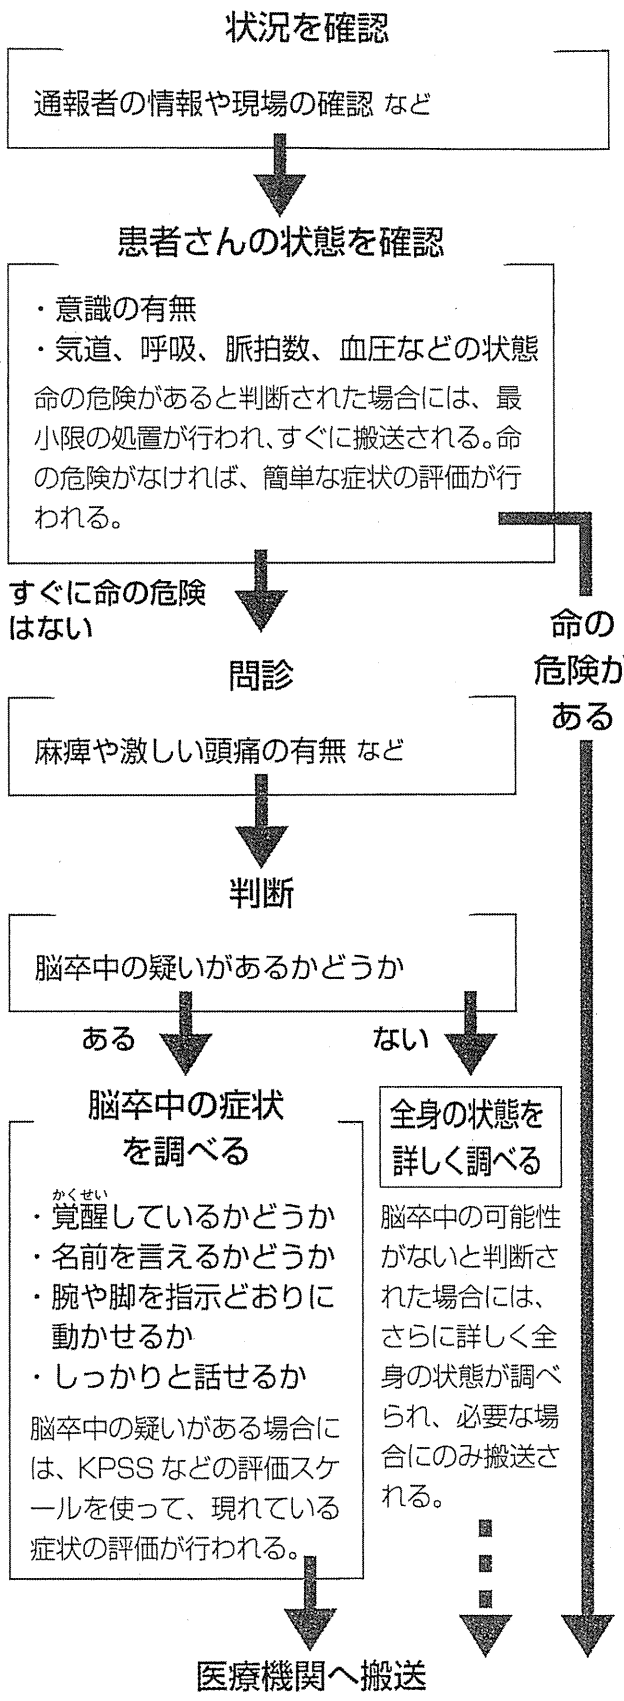 状況を確認
通報者の情報や現場の確認 など
患者さんの状態を確認
・意識の有無
・気道、呼吸、脈拍数、血圧などの状態
命の危険があると判断された場合には、最
小限の処置が行われ、すぐに搬送される。命
の危険がなければ、簡単な症状の評価が行
われる。
すぐに命の危険
はない
命の
危険が
ある
問診
麻痺や激しい頭痛の有無 など
判断
脳卒中の疑いがあるかどうか
ある
ない
脳卒中の症状
を調べる
かくせい
・覚醒しているかどうか
・名前を言えるかどうか
・腕や脚を指示どおりに
動かせるか
・しっかりと話せるか
脳卒中の疑いがある場合に
は、KPSSなどの評価スケ
ールを使って、現れている
症状の評価が行われる。
全身の状態を
詳しく調べる
脳卒中の可能性
がないと判断さ
れた場合には、
さらに詳しく全
身の状態が調べ
られ、必要な場
合にのみ搬送さ
れる。
医療機関へ搬送